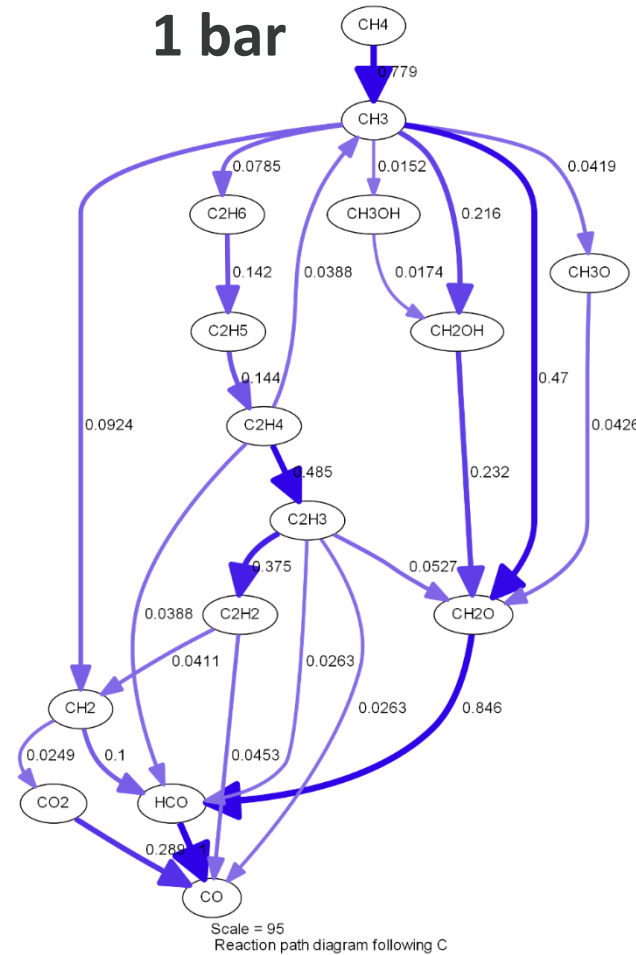 1 bar
CH4
0.779
CH3
0.0785
0.0152
0.0419
C2H6
CH3OH
0.216
CH3O
0.142
0.0388
0.0174
C2H5
CH2OH
0.144
0.47
0.0924
0.0426
C2H4
0.485
0.232
C2H3
0.375
0.0527
C2H2
CH2O
0.0388
0.0411
0.0263
0.0263
0.846
CH2
0.0249
0.1
0.0453
CO2
HCO
0.289
1
CO
Scale = 95
Reaction path diagram following C